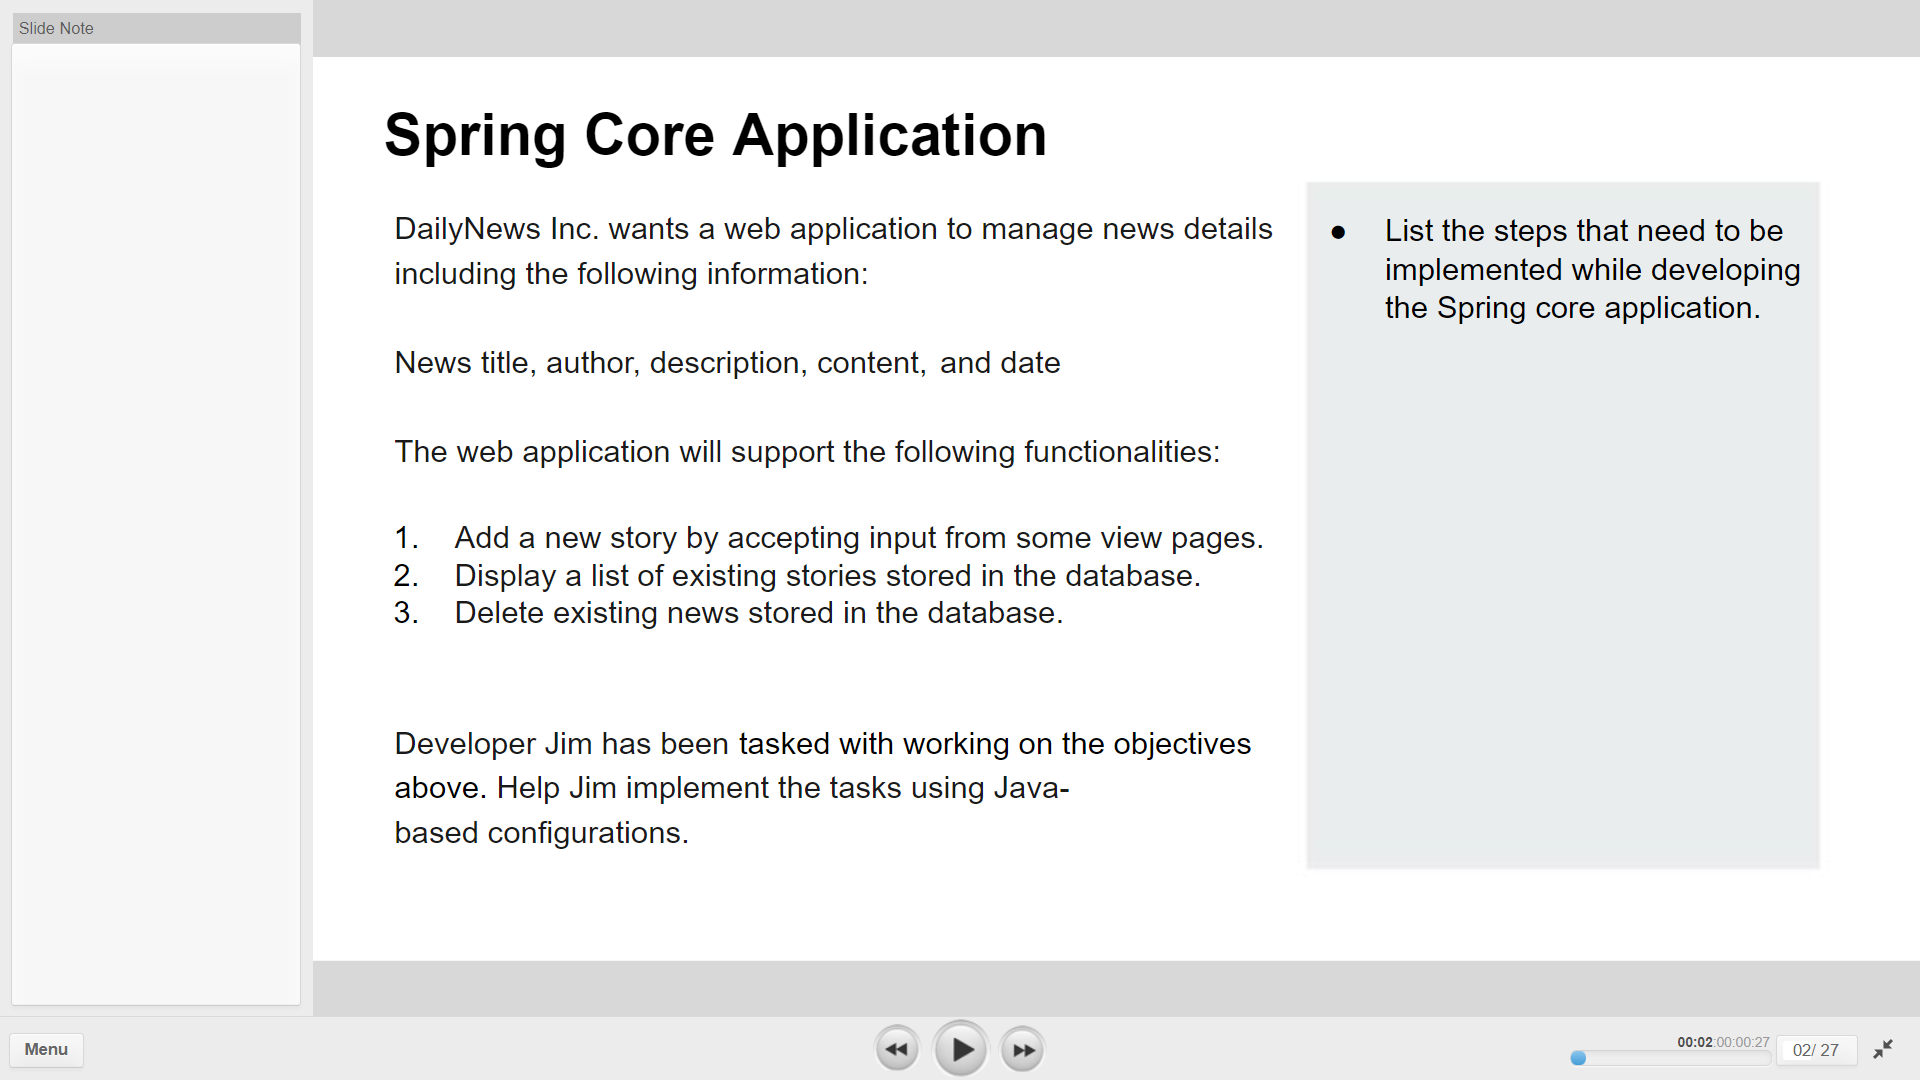 Slide Note
Spring Core Application
DailyNews Inc. wants a web application to manage news details
including the following information:
News title, author, description, content, and date
The web application will support the following functionalities:
1. Add a new story by accepting input from some view pages.
2. Display a list of existing stories stored in the database.
3. Delete existing news stored in the database.
Developer Jim has been tasked with working on the objectives
above. Help Jim implement the tasks using Java-
based configurations.
● List the steps that need to be
implemented while developing
the Spring core application.
Menu
00:02:00:00:27
02/ 27